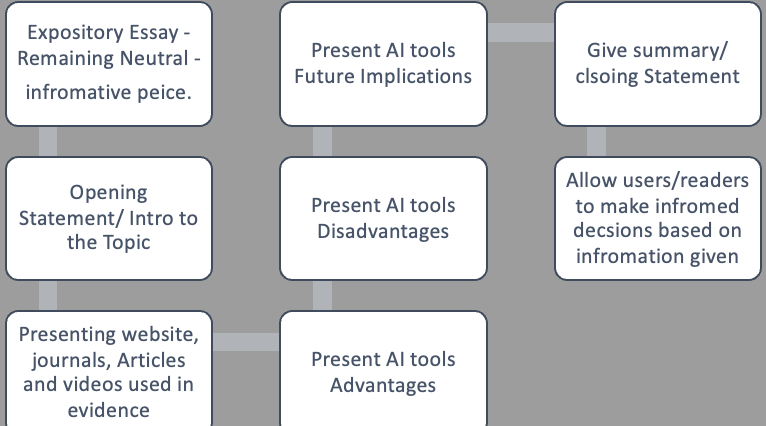 Expository Essay -
Remaining Neutral -
infromative peice.
Opening
Statement/ Intro to
the Topic
Presenting website,
journals, Articles
and videos used in
evidence
Present AI tools
Advantages
Present AI tools
Disadvantages
Present AI tools
Future Implications
Give summary/
clsoing Statement
Allow users/readers
to make infromed
decsions based on
infromation given